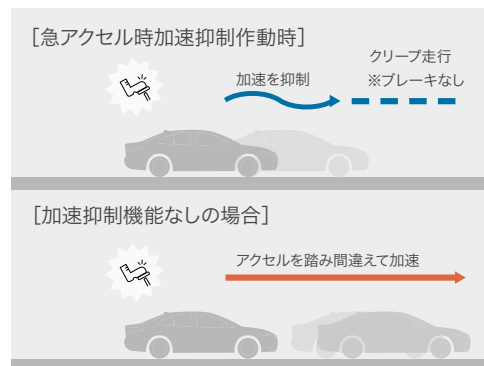 ［急アクセル時加速抑制作動時］
クリープ走行
加速を抑制
※ブレーキなし
［加速抑制機能なしの場合］
アクセルを踏み間違えて加速